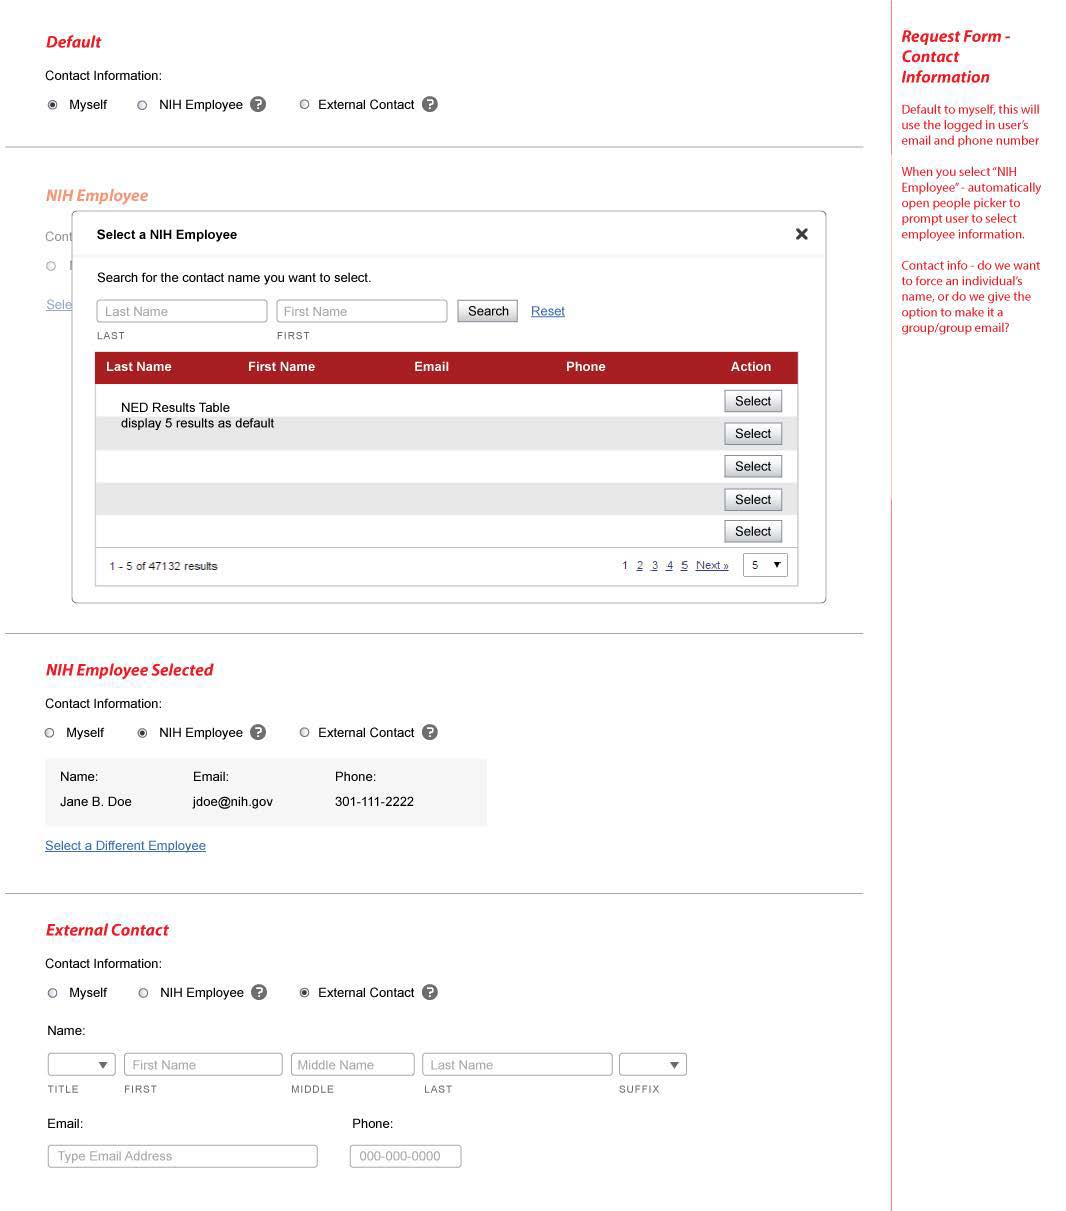 Default
Contact Information:
Myself NIH Employee ? External Contact ?
NIH Employee
Cont
Sele
Select a NIH Employee
Search for the contact name you want to select.
Last Name First Name Search Reset
LAST FIRST
Last Name First Name Email Phone Action
NED Results Table
display 5 results as default
Select
Select
Select
Select
Select
1 - 5 of 47132 results 1 2 3 4 5 Next » 5
NIH Employee Selected
Contact Information:
Myself NIH Employee ? External Contact ?
Name: Email: Phone:
Jane B. Doe jdoe@nih.gov 301-111-2222
Select a Different Employee
External Contact
Contact Information:
Myself NIH Employee ? External Contact ?
Name:
First Name Middle Name Last Name
TITLE FIRST MIDDLE LAST SUFFIX
Email: Phone:
Type Email Address 000-000-0000
Request Form -
Contact
Information
Default to myself, this will
use the logged in user's
email and phone number
When you select "NIH
Employee" - automatically
open people picker to
prompt user to select
employee information.
Contact info - do we want
to force an individual's
name, or do we give the
option to make it a
group/group email?